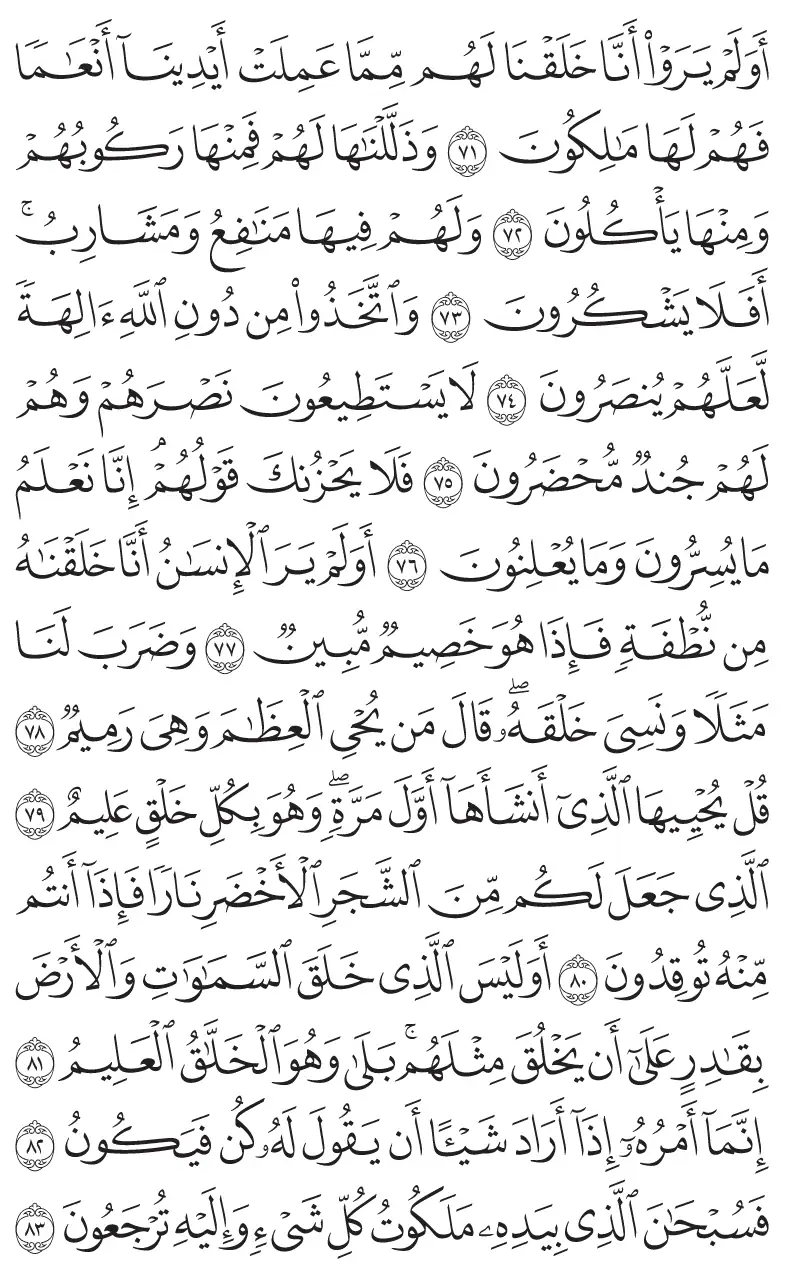 أَوَلَمْ يَرَوْا۟ أَنَّا خَلَقْنَا لَهُم مِّمَّا عَمِلَتْ أَيْدِينَآ أَنْعَـٰمًا
فَهُمْ لَهَا مَـٰلِكُونَ ٧١ وَذَلَّلْنَـٰهَا لَهُمْ فَمِنْهَا رَكُوبُهُمْ
وَمِنْهَا يَأْكُلُونَ ٧٢ وَلَهُمْ فِيهَا مَنَـٰفِعُ وَمَشَارِبُ ۚ
أَفَلَا يَشْكُرُونَ ٧٣ وَٱتَّخَذُوا۟ مِن دُونِ ٱللَّهِ ءَالِهَةً
لَّعَلَّهُمْ يُنصَرُونَ ٧٤ لَا يَسْتَطِيعُونَ نَصْرَهُمْ وَهُمْ
لَهُمْ جُندٌ مُّحْضَرُونَ ٧٥ فَلَا يَحْزُنكَ قَوْلُهُمْ ۘ إِنَّا نَعْلَمُ
مَا يُسِرُّونَ وَمَا يُعْلِنُونَ ٧٦ أَوَلَمْ يَرَ ٱلْإِنسَـٰنُ أَنَّا خَلَقْنَـٰهُ
مِن نُّطْفَةٍ فَإِذَا هُوَ خَصِيمٌ مُّبِينٌ ٧٧ وَضَرَبَ لَنَا
مَثَلًا وَنَسِىَ خَلْقَهُۥ ۖ قَالَ مَن يُحْىِ ٱلْعِظَـٰمَ وَهِىَ رَمِيمٌ ٧٨
قُلْ يُحْيِيهَا ٱلَّذِىٓ أَنشَأَهَآ أَوَّلَ مَرَّةٍ ۖ وَهُوَ بِكُلِّ خَلْقٍ عَلِيمٌ ٧٩
ٱلَّذِى جَعَلَ لَكُم مِّنَ ٱلشَّجَرِ ٱلْأَخْضَرِ نَارًا فَإِذَآ أَنتُم
مِّنْهُ تُوقِدُونَ ٨٠ أَوَلَيْسَ ٱلَّذِى خَلَقَ ٱلسَّمَـٰوَٰتِ وَٱلْأَرْضَ
بِقَـٰدِرٍ عَلَىٰٓ أَن يَخْلُقَ مِثْلَهُم ۚ بَلَىٰ وَهُوَ ٱلْخَلَّـٰقُ ٱلْعَلِيمُ ٨١
إِنَّمَآ أَمْرُهُۥٓ إِذَآ أَرَادَ شَيْـًٔا أَن يَقُولَ لَهُۥ كُن فَيَكُونُ ٨٢
فَسُبْحَـٰنَ ٱلَّذِى بِيَدِهِۦ مَلَكُوتُ كُلِّ شَىْءٍ وَإِلَيْهِ تُرْجَعُونَ ٨٣